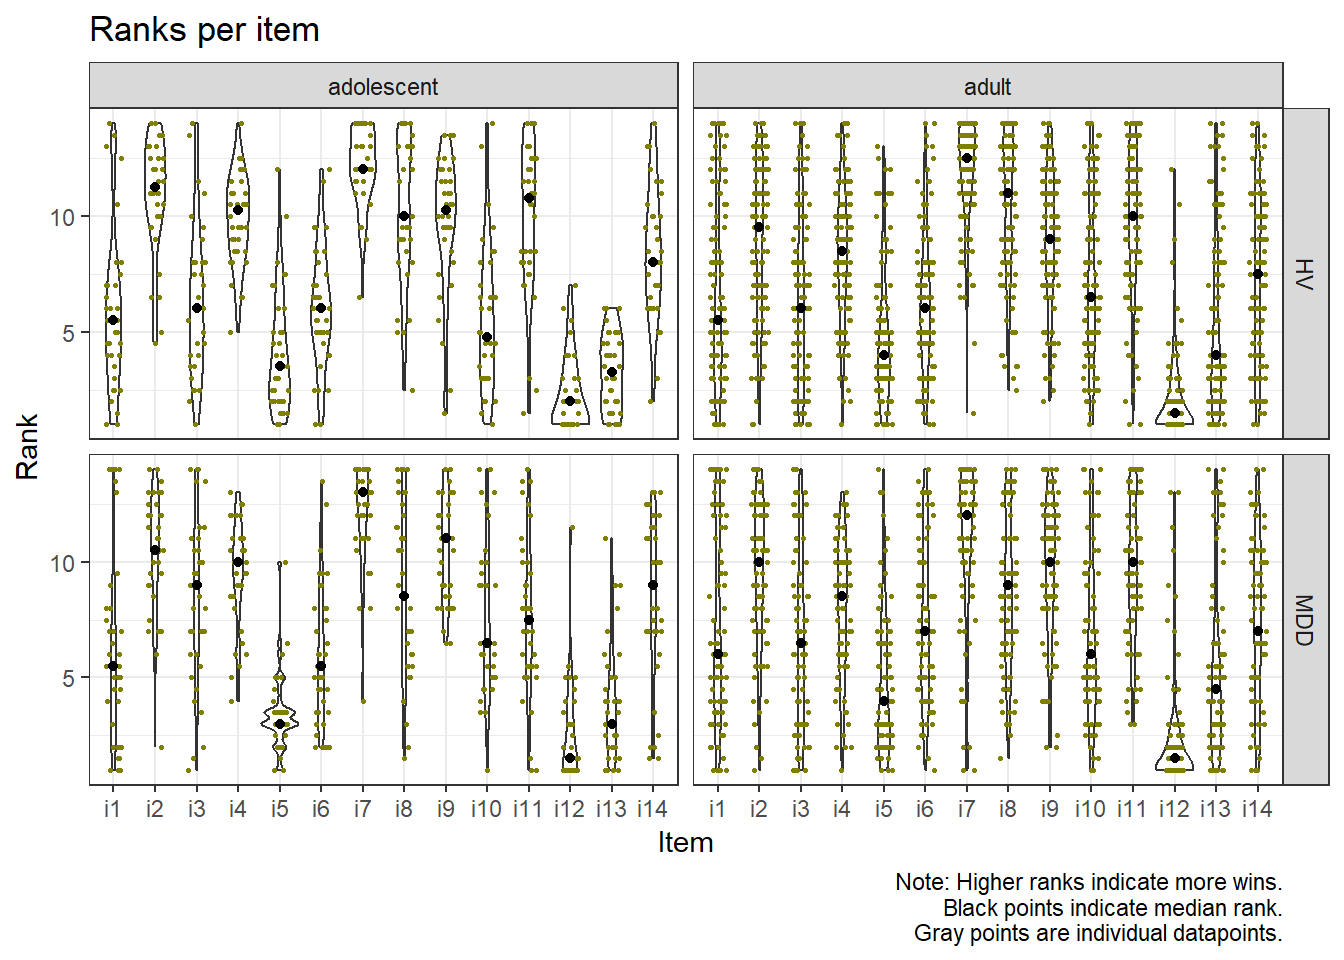 Ranks per item
adolescent
adult
Rank
10
5
HV
10
5
MDD
i1 i2 i3 i4 i5 i6 i7 i8 i9 i10 i11 i12 i13 i14
i1 i2 i3 i4 i5 i6 i7 i8 i9 i10 i11 i12 i13 i14
Item
Note: Higher ranks indicate more wins.
Black points indicate median rank.
Gray points are individual datapoints.